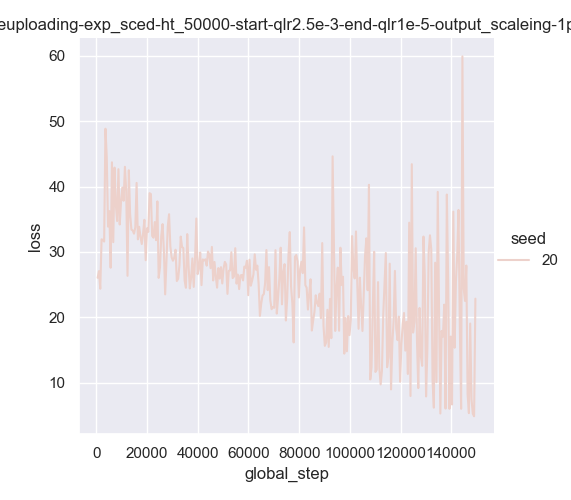 euploading-exp_sced-ht_50000-start-qlr2.5e-3-end-qlr1e-5-output_scaleing-1p
60
50
40
30
20
10
loss
0 20000 40000 60000 80000 100000 120000 140000
global_step
seed
20